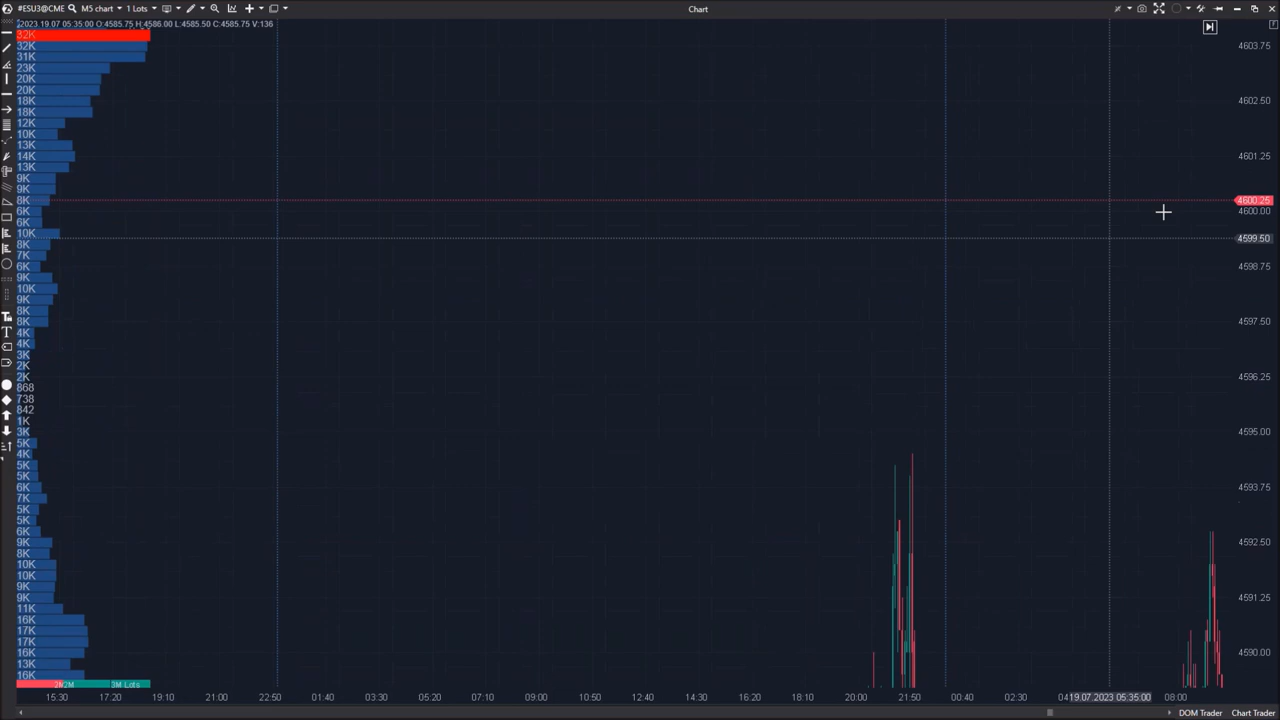 #ESU3@CME M5 chart 1 Lots Chart
2023.19.07 05:35:00 O:4585.75 H:4586.00 L:4585.50 C:4585.75 V:136
32K
32K
31K
23K
20K
20K
18K
18K
12K
10K
13K
14K
13K
9K
9K
8K
6K
6K
10K
8K
7K
6K
9K
10K
9K
8K
8K
4K
4K
3K
2K
2K
868
738
842
1K
3K
5K
4K
5K
5K
6K
7K
5K
5K
6K
9K
8K
10K
10K
9K
9K
11K
16K
17K
17K
16K
13K
16K
3M Lots
4603.75
4602.50
4601.25
4600.25
4600.00
4599.50
4598.75
4597.50
4596.25
4595.00
4593.75
4592.50
4591.25
4590.00
15:30 17:20 19:10 21:00 22:50 01:40 03:30 05:20 07:10 09:00 10:50 12:40 14:30 16:20 18:10 20:00 21:50 00:40 02:30 19.07.2023 05:35:00 08:00
DOM Trader Chart Trader